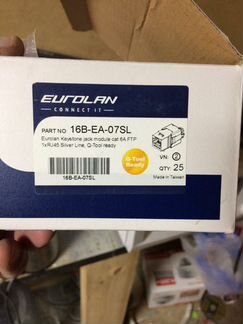 EUROLAN
CONNECT IT
PART NO 16B-EA-07SL
Eurolan Keystone jack module cat 6A FTP
1xRJ45 Silver Line, Q-Tool ready
Q-Tool
Ready
VN: 2
16B-EA-07SL
QTY: 25
Made in Taiwan